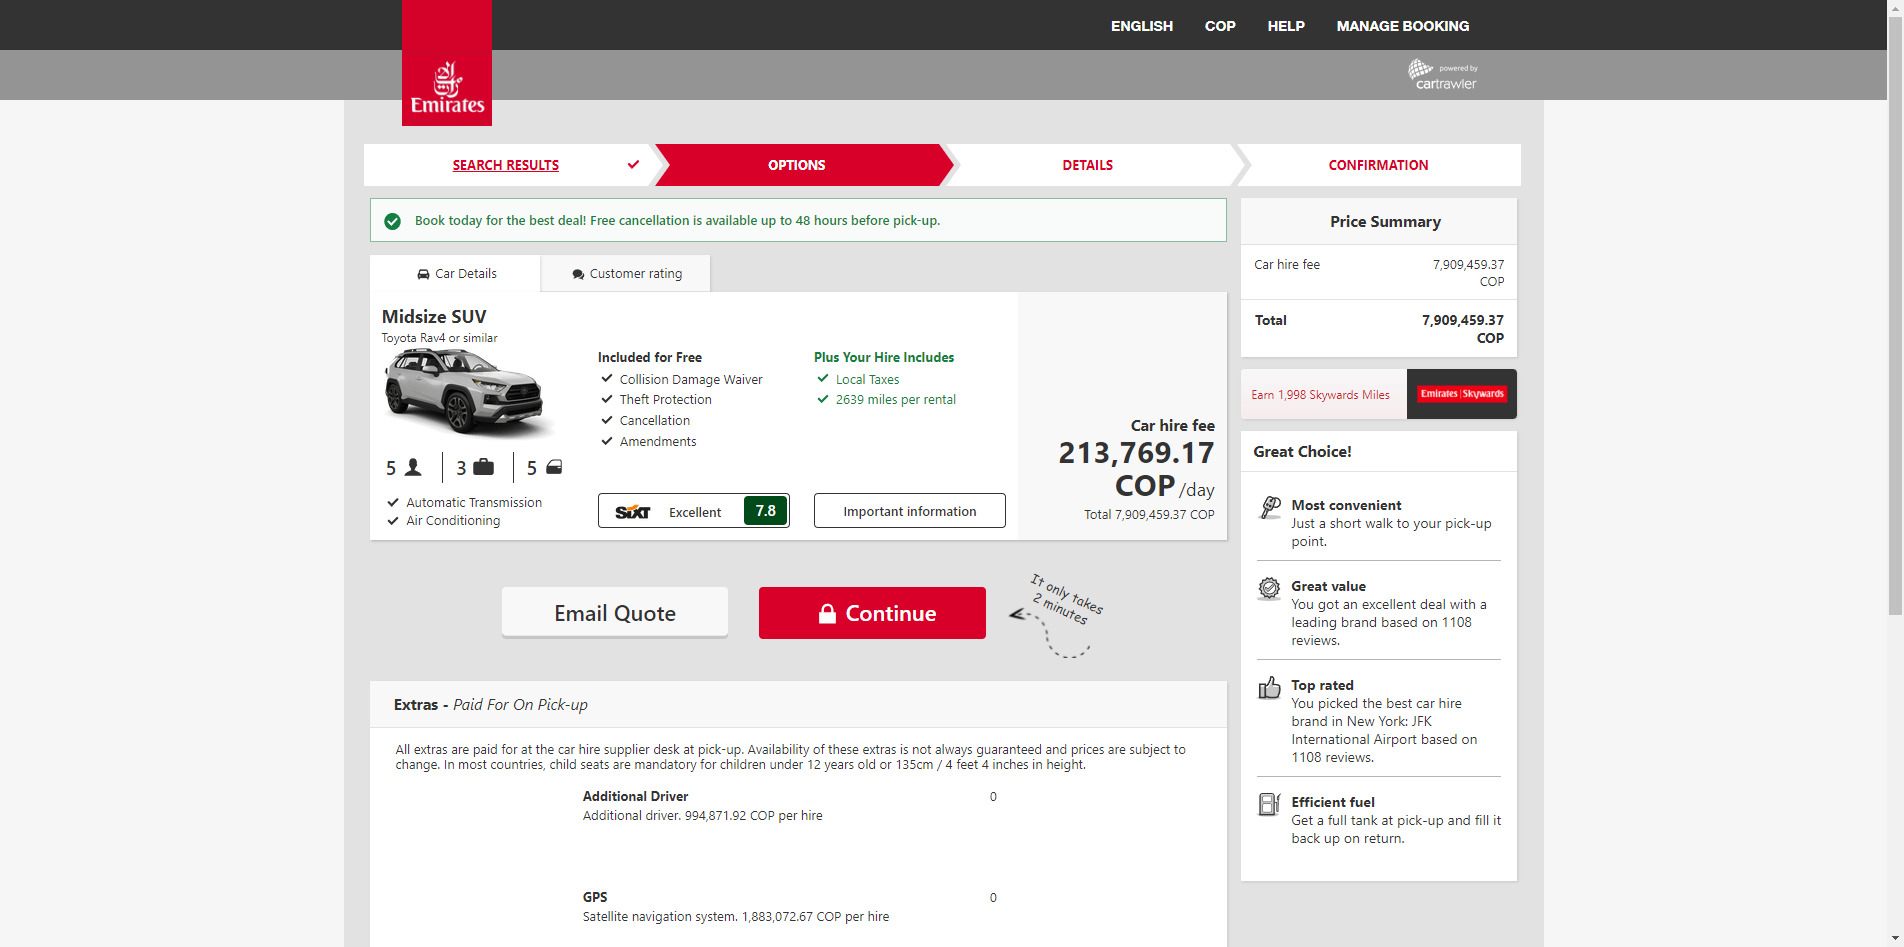 ENGLISH
COP
HELP
MANAGE BOOKING
Emirates
powered by
cartrawler
SEARCH RESULTS
OPTIONS
DETAILS
CONFIRMATION
Book today for the best deal! Free cancellation is available up to 48 hours before pick-up.
Car Details
Customer rating
Midsize SUV
Toyota Rav4 or similar
5
3
5
Automatic Transmission
Air Conditioning
Included for Free
Collision Damage Waiver
Theft Protection
Cancellation
Amendments
SIXT Excellent 7.8
Plus Your Hire Includes
Local Taxes
2639 miles per rental
Important information
Car hire fee
213,769.17
COP /day
Total 7,909,459.37 COP
Email Quote
Continue
It only takes
2 minutes
Extras - Paid For On Pick-up
All extras are paid for at the car hire supplier desk at pick-up. Availability of these extras is not always guaranteed and prices are subject to
change. In most countries, child seats are mandatory for children under 12 years old or 135cm / 4 feet 4 inches in height.
Additional Driver
0
Additional driver. 994,871.92 COP per hire
GPS
0
Satellite navigation system. 1,883,072.67 COP per hire
Price Summary
Car hire fee
7,909,459.37
COP
Total
7,909,459.37
COP
Earn 1,998 Skywards Miles
Emirates | Skywards
Great Choice!
Most convenient
Just a short walk to your pick-up
point.
Great value
You got an excellent deal with a
leading brand based on 1108
reviews.
Top rated
You picked the best car hire
brand in New York: JFK
International Airport based on
1108 reviews.
Efficient fuel
Get a full tank at pick-up and fill it
back up on return.